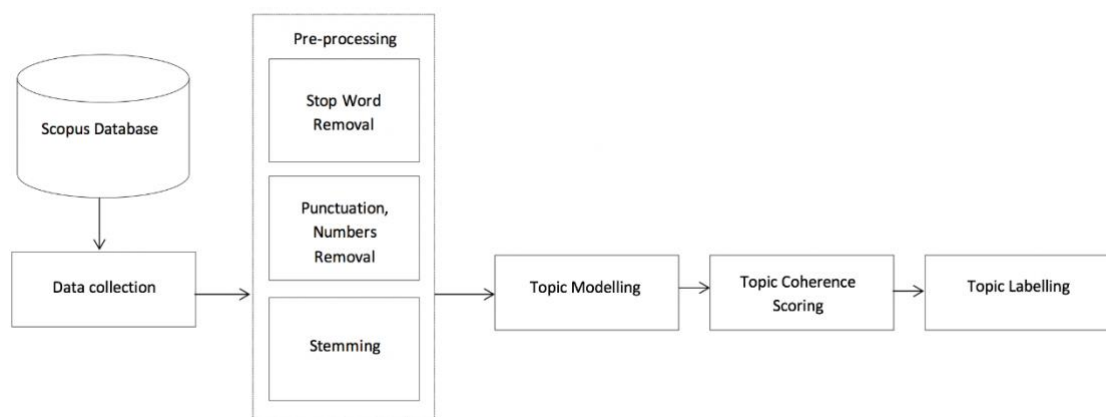 Pre-processing
Scopus Database
Stop Word
Removal
Punctuation,
Numbers
Removal
Data collection
Stemming
Topic Modelling
Topic Coherence
Scoring
Topic Labelling